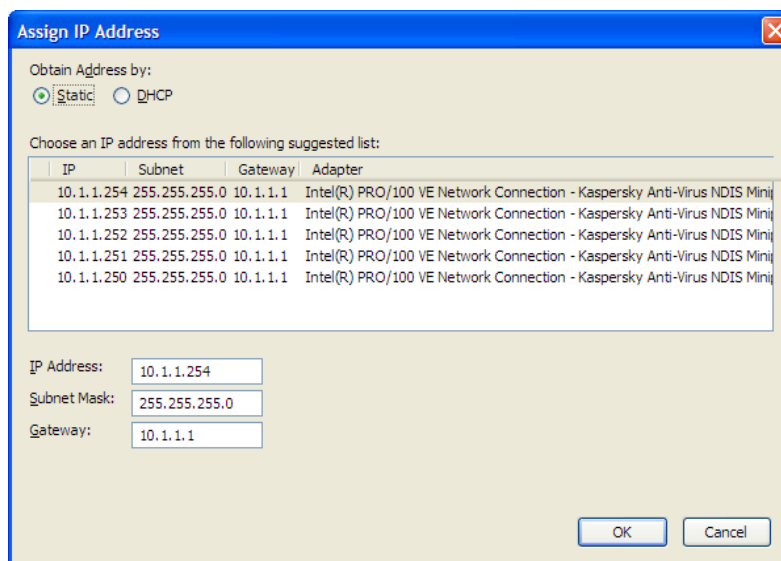 Assign IP Address
Obtain Address by:
Static DHCP
Choose an IP address from the following suggested list:
IP Subnet Gateway Adapter
10.1.1.254 255.255.255.0 10.1.1.1 Intel(R) PRO/100 VE Network Connection - Kaspersky Anti-Virus NDIS Minip
10.1.1.253 255.255.255.0 10.1.1.1 Intel(R) PRO/100 VE Network Connection - Kaspersky Anti-Virus NDIS Minip
10.1.1.252 255.255.255.0 10.1.1.1 Intel(R) PRO/100 VE Network Connection - Kaspersky Anti-Virus NDIS Minip
10.1.1.251 255.255.255.0 10.1.1.1 Intel(R) PRO/100 VE Network Connection - Kaspersky Anti-Virus NDIS Minip
10.1.1.250 255.255.255.0 10.1.1.1 Intel(R) PRO/100 VE Network Connection - Kaspersky Anti-Virus NDIS Minip
IP Address: 10.1.1.254
Subnet Mask: 255.255.255.0
Gateway: 10.1.1.1
OK Cancel